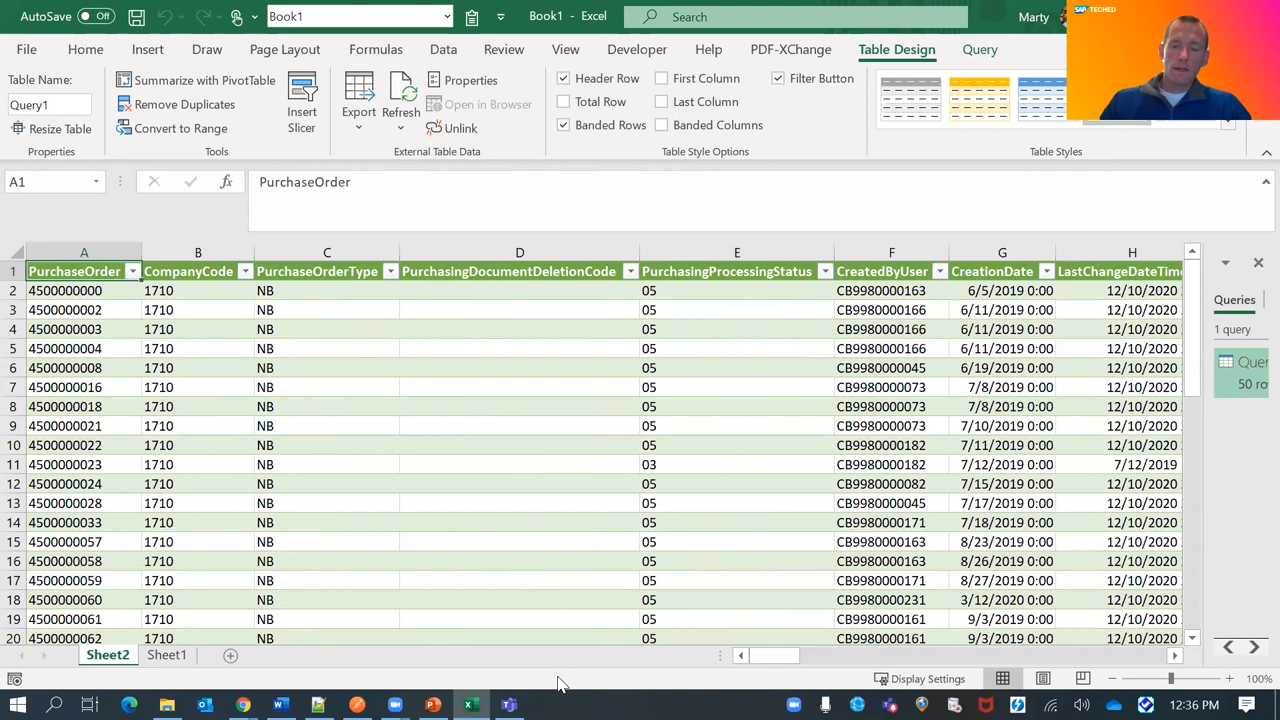 AutoSave Off Book1 Book1 - Excel Search Marty SAP TECHED
File Home Insert Draw Page Layout Formulas Data Review View Developer Help PDF-XChange Table Design Query
Table Name: Summarize with PivotTable Properties Header Row First Column Filter Button
Query1 Remove Duplicates Insert Slicer Export Refresh Open in Browser Total Row Last Column
Resize Table Convert to Range Unlink Banded Rows Banded Columns
Properties Tools External Table Data Table Style Options Table Styles
A1 fx PurchaseOrder
A B C D E F G H
1 PurchaseOrder CompanyCode PurchaseOrderType PurchasingDocumentDeletionCode PurchasingProcessingStatus CreatedByUser CreationDate LastChangeDateTim
2 4500000000 1710 NB 05 CB9980000163 6/5/2019 0:00 12/10/2020
3 4500000002 1710 NB 05 CB9980000166 6/11/2019 0:00 12/10/2020
4 4500000003 1710 NB 05 CB9980000166 6/11/2019 0:00 12/10/2020
5 4500000004 1710 NB 05 CB9980000166 6/11/2019 0:00 12/10/2020
6 4500000008 1710 NB 05 CB9980000045 6/19/2019 0:00 12/10/2020
7 4500000016 1710 NB 05 CB9980000073 7/8/2019 0:00 12/10/2020
8 4500000018 1710 NB 05 CB9980000073 7/8/2019 0:00 12/10/2020
9 4500000021 1710 NB 05 CB9980000073 7/10/2019 0:00 12/10/2020
10 4500000022 1710 NB 05 CB9980000182 7/11/2019 0:00 12/10/2020
11 4500000023 1710 NB 03 CB9980000182 7/12/2019 0:00 7/12/2019
12 4500000024 1710 NB 05 CB9980000082 7/15/2019 0:00 12/10/2020
13 4500000028 1710 NB 05 CB9980000045 7/17/2019 0:00 12/10/2020
14 4500000033 1710 NB 05 CB9980000171 7/18/2019 0:00 12/10/2020
15 4500000057 1710 NB 05 CB9980000163 8/23/2019 0:00 12/10/2020
16 4500000058 1710 NB 05 CB9980000163 8/26/2019 0:00 12/10/2020
17 4500000059 1710 NB 05 CB9980000171 8/27/2019 0:00 12/10/2020
18 4500000060 1710 NB 05 CB9980000231 3/12/2020 0:00 12/10/2020
19 4500000061 1710 NB 05 CB9980000161 9/3/2019 0:00 12/10/2020
20 4500000062 1710 NB 05 CB9980000161 9/3/2019 0:00 12/10/2020
Queries
1 query
Quer
50 ro
Sheet2 Sheet1
Display Settings 100%
12:36 PM